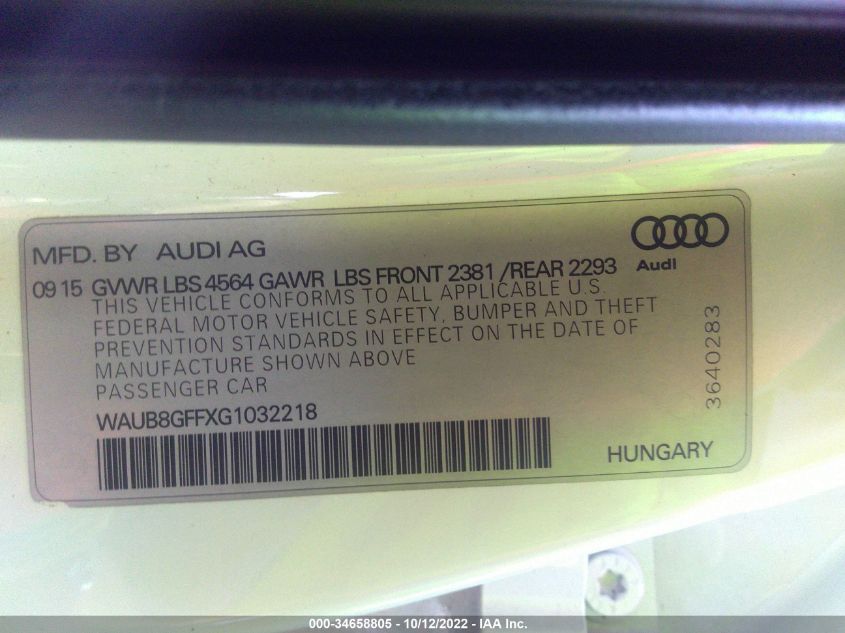 MFD. BY AUDI AG
Audi
09 15 GVWR LBS 4564 GAWR LBS FRONT 2381 /REAR 2293
THIS VEHICLE CONFORMS TO ALL APPLICABLE U.S.
FEDERAL MOTOR VEHICLE SAFETY, BUMPER AND THEFT
PREVENTION STANDARDS IN EFFECT ON THE DATE OF
MANUFACTURE SHOWN ABOVE
PASSENGER CAR
3640283
WAUB8GFFXG1032218
HUNGARY
000-34658805 - 10/12/2022 - IAA Inc.